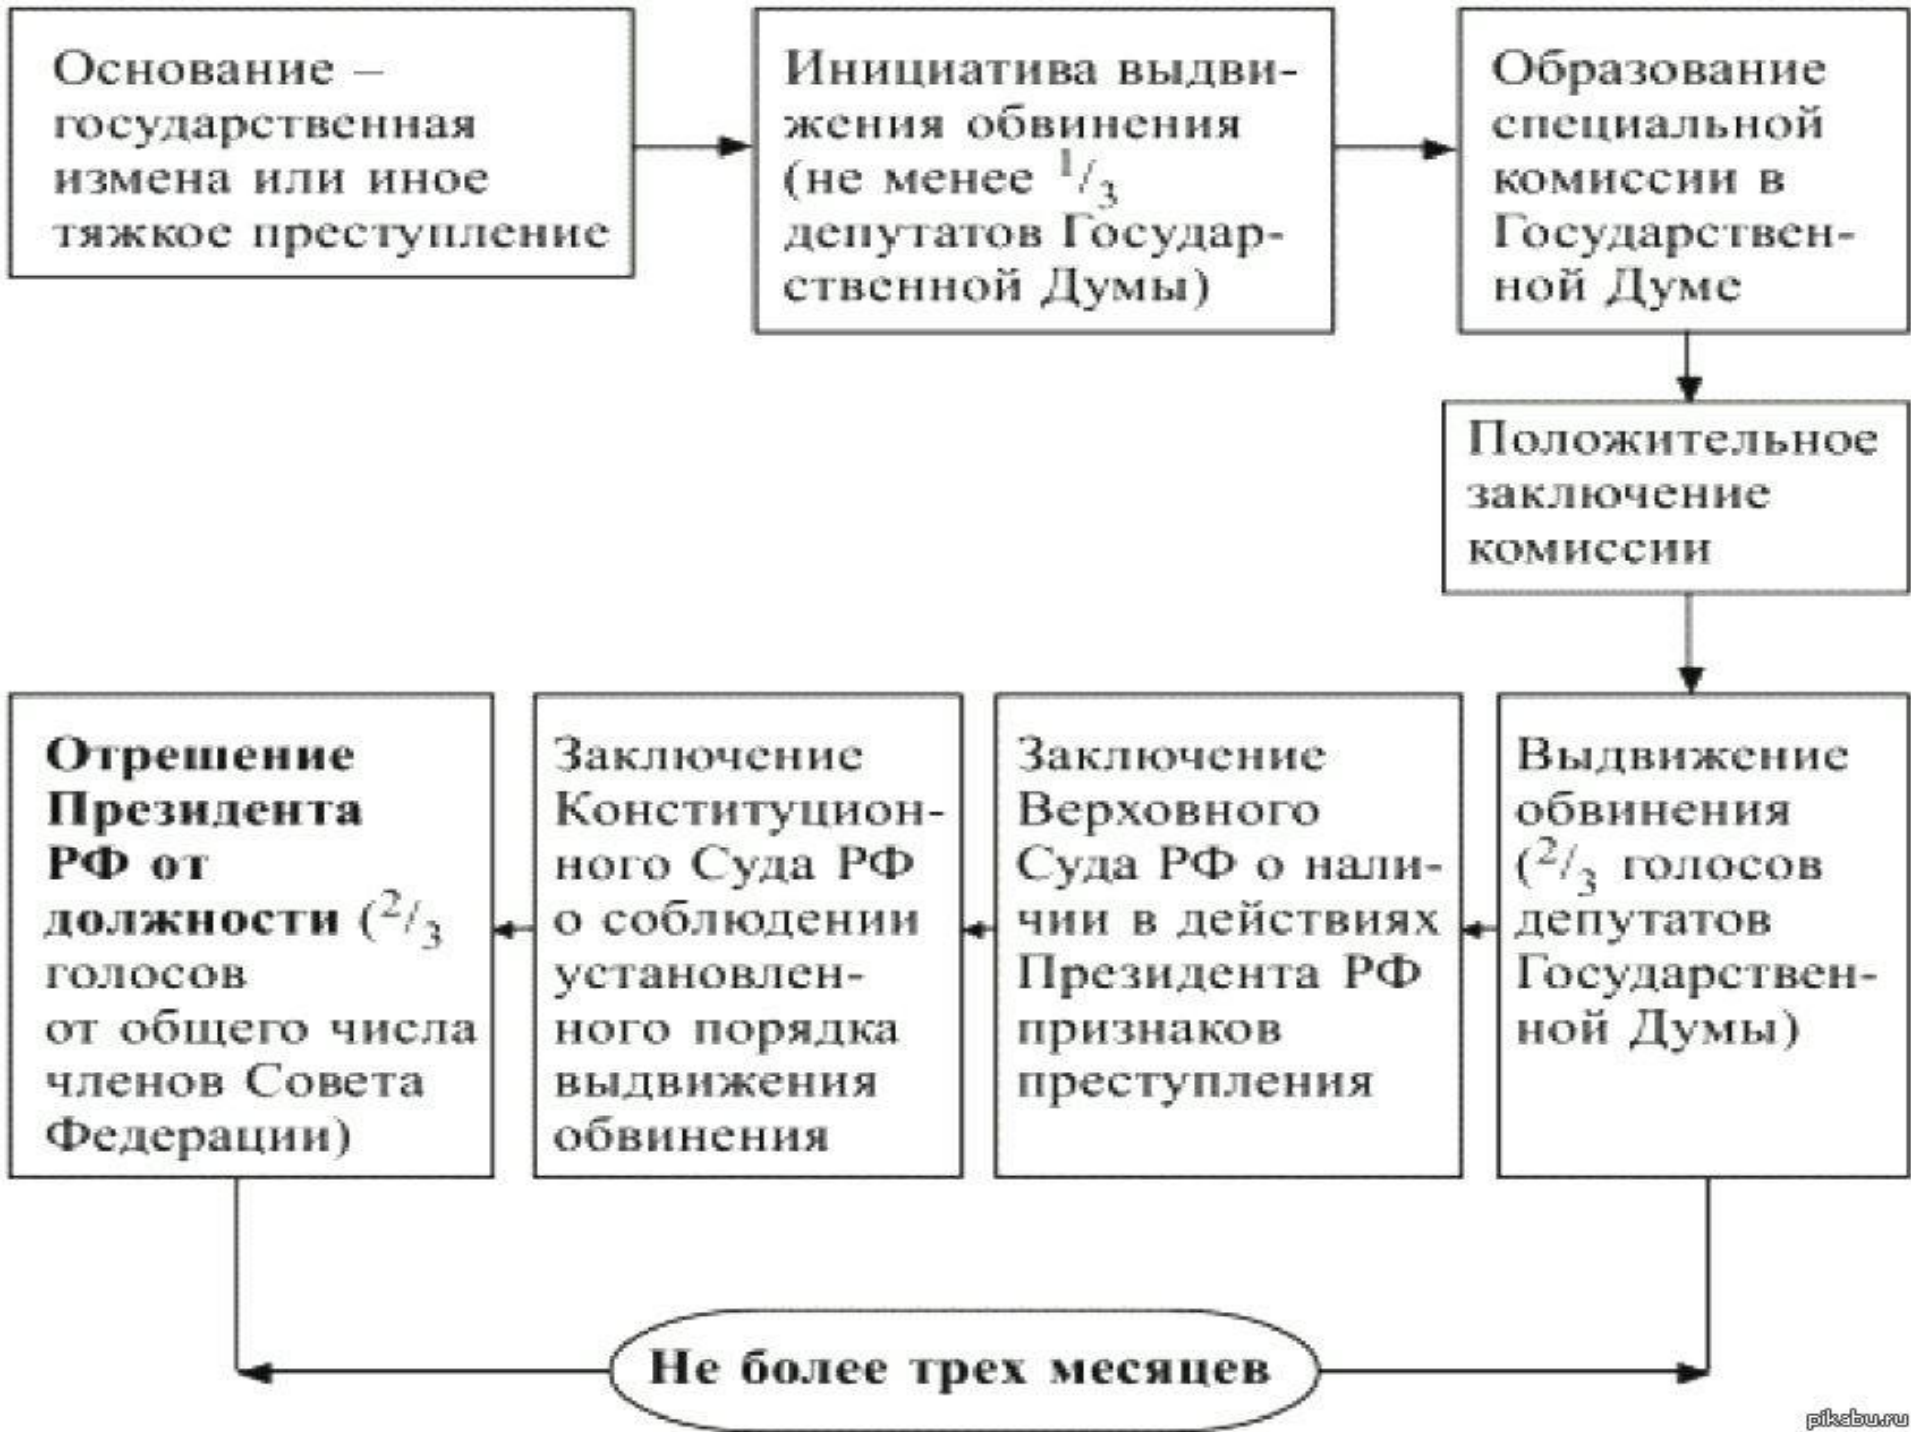 Основание –
государственная
измена или иное
тяжкое преступление
Инициатива выдви-
жения обвинения
(не менее 1/3
депутатов Государ-
ственной Думы)
Образование
специальной
комиссии в
Государствен-
ной Думе
Положительное
заключение
комиссии
Выдвижение
обвинения
(2/3 голосов
депутатов
Государствен-
ной Думы)
Заключение
Верховного
Суда РФ о нали-
чии в действиях
Президента РФ
признаков
преступления
Заключение
Конституцион-
ного Суда РФ
о соблюдении
установлен-
ного порядка
выдвижения
обвинения
Отрешение
Президента
РФ от
должности (2/3
голосов
от общего числа
членов Совета
Федерации)
Не более трех месяцев
pikabu.ru